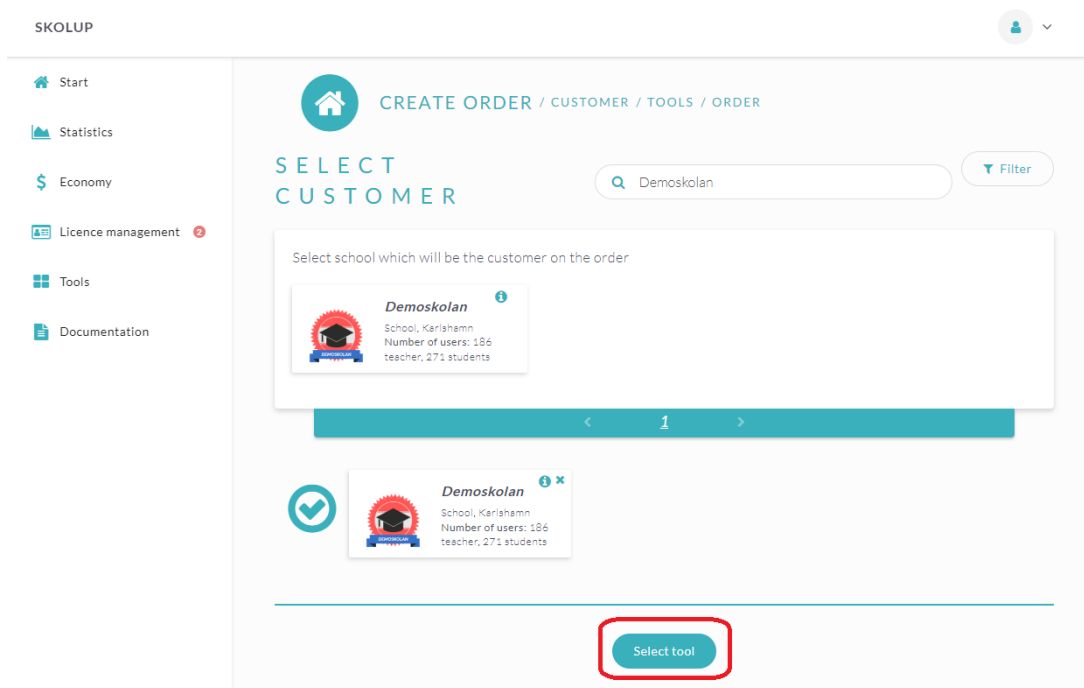 SKOLUP
Start
Statistics
Economy
Licence management 2
Tools
Documentation
CREATE ORDER / CUSTOMER / TOOLS / ORDER
SELECT
CUSTOMER
Demoskolan
Filter
Select school which will be the customer on the order
Demoskolan
School, Karlshamn
Number of users: 186
teacher, 271 students
DEMOSKOLAN
< 1 >
Demoskolan
School, Karlshamn
Number of users: 186
teacher, 271 students
DEMOSKOLAN
Select tool